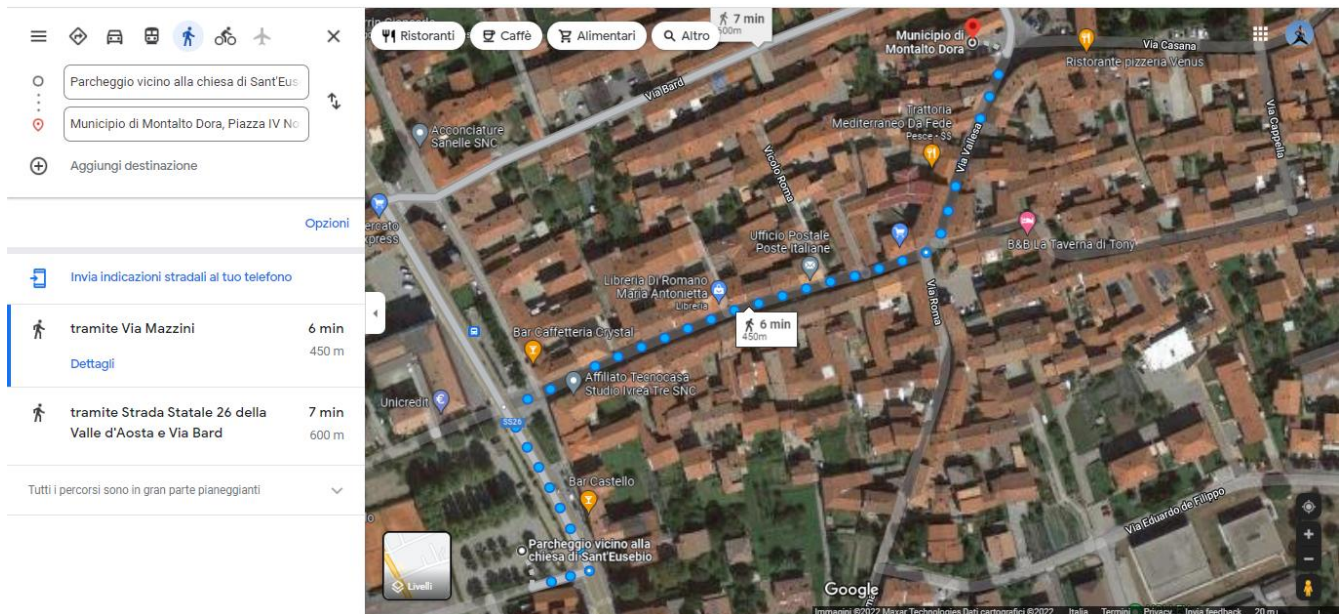 Parcheggio vicino alla chiesa di Sant'Eus
Municipio di Montalto Dora, Piazza IV No
Aggiungi destinazione
Opzioni
Invia indicazioni stradali al tuo telefono
tramite Via Mazzini
6 min
450 m
Dettagli
tramite Strada Statale 26 della
Valle d'Aosta e Via Bard
7 min
600 m
Tutti i percorsi sono in gran parte pianeggianti
Ristoranti
Caffè
Alimentari
Altro
7 min
600m
Municipio di
Montalto Dora
Via Casana
Ristorante pizzeria Venus
Via Bard
Acconciature
Sanelle SNC
Trattoria
Mediterraneo Da Fede
Pesce • $$
Via Vallesa
Via Cappella
Vicolo Roma
ercato
xpress
Ufficio Postale
Poste Italiane
B&B La Taverna di Tony
Libreria Di Romano
Maria Antonietta
Libreria
Via Roma
6 min
450m
Bar Caffetteria Crystal
Affiliato Tecnocasa
Studio Ivrea Tre SNC
Unicredit
SS26
Bar Castello
Via Eduardo de Filippo
Parcheggio vicino alla
chiesa di Sant'Eusebio
Livelli
Google
Immagini ©2022 Maxar Technologies Dati cartografici ©2022 Italia Termini Privacy Invia feedback 20 m